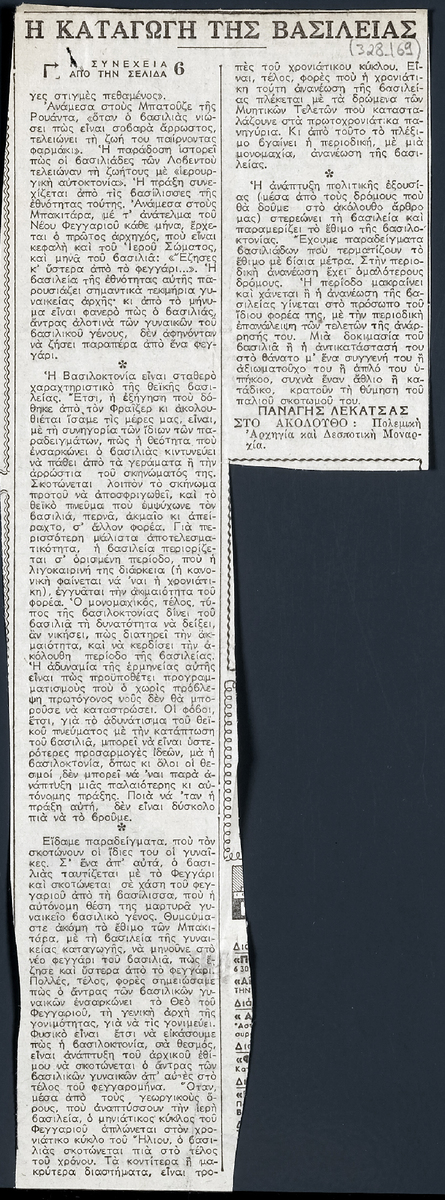 Η ΚΑΤΑΓΩΓΗ ΤΗΣ ΒΑΣΙΛΕΙΑΣ
(328.169)
ΣΥΝΕΧΕΙΑ
ΑΠΟ ΤΗΝ ΣΕΛΙΔΑ 6
γες στιγμές πεθαμένος».
Ἀνάμεσα στοὺς Μπατοῦζε τῆς
Ρουάντα, «ὅταν ὁ βασιλιὰς νιώ-
σει πὼς εἶναι σοβαρὰ ἄρρωστος,
τελειώνει τὴ ζωή του παίρνοντας
φαρμάκι». Ἡ παράδοση ἱστορεῖ
πὼς οἱ βασιλιάδες τῶν Λοβεντοὺ
τελειώναν τὴ ζωήτους μὲ «ἱερουρ-
γικὴ αὐτοκτονία». Ἡ πράξη συνε-
χίζεται ἀπὸ τὶς βασίλισσες τῆς
ἐθνότητας τούτης. Ἀνάμεσα στοὺς
Μπακιτάρα, μὲ τ' ἀνάτελμα τοῦ
Νέου Φεγγαριοῦ κάθε μήνα, ἔρχε-
ται ὁ πρῶτος ἀρχηγός, ποὺ εἶναι
κεφαλὴ καὶ τοῦ Ἱεροῦ Σώματος,
καὶ μηνᾶ τοῦ βασιλιᾶ: «Ἔζησες
κ' ὕστερα ἀπὸ τὸ φεγγάρι...». Ἡ
βασιλεία τῆς ἐθνότητας αὐτῆς πα-
ρουσιάζει σημαντικὰ τεκμήρια γυ-
ναικείας ἀρχῆς κι ἀπὸ τὸ μήνυ-
μα εἶναι φανερὸ πὼς ὁ βασιλιάς,
ἄντρας ἀλοτινὰ τῶν γυναικῶν τοῦ
βασιλικοῦ γένους, δὲν ἀφηνόνταν
νὰ ζήσει παραπέρα ἀπὸ ἕνα φεγ-
γάρι.
*
Ἡ Βασιλοκτονία εἶναι σταθερὸ
χαραχτηριστικὸ τῆς θεϊκῆς βασι-
λείας. Ἔτσι, ἡ ἐξήγηση ποὺ δό-
θηκε ἀπὸ τὸν Φραίζερ κι ἀκολου-
θιέται ἴσαμε τὶς μέρες μας, εἶναι,
μὲ τὴ συνηγορία τῶν ἴδιων τῶν πα-
ραδειγμάτων, πὼς ἡ θεότητα ποὺ
ἐνσαρκώνει ὁ βασιλιὰς κιντυνεύει
νὰ πάθει ἀπὸ τὰ γεράματα ἢ τὴν
ἀρρώστια τοῦ σκηνώματός της.
Σκοτώνεται λοιπὸν τὸ σκήνωμα
προτοῦ νὰ ἀποσφριγωθεῖ, καὶ τὸ
θεϊκὸ πνεῦμα ποὺ ἐμψύχωνε τὸν
βασιλιά, περνᾶ, ἀκμαῖο κι ἀπεί-
ραχτο, σ' ἄλλον φορέα. Γιὰ πε-
ρισσότερη μάλιστα ἀποτελεσμα-
τικότητα, ἡ βασιλεία περιορίζε-
ται σ' ὁρισμένη περίοδο, ποὺ ἡ
λιγοκαιρινή της διάρκεια (ἡ κανο-
νικὴ φαίνεται νά 'ναι ἡ χρονιάτι-
κη), ἐγγυᾶται τὴν ἀκμαιότητα τοῦ
φορέα. Ὁ μονομαχικός, τέλος, τύ-
πος τῆς βασιλοκτονίας δίνει τοῦ
βασιλιᾶ τὴ δυνατότητα νὰ δείξει,
ἂν νικήσει, πὼς διατηρεῖ τὴν ἀκ-
μαιότητα, καὶ νὰ κερδίσει τὴν ἀ-
κόλουθη περίοδο τῆς βασιλείας.
Ἡ ἀδυναμία τῆς ἑρμηνείας αὐτῆς
εἶναι πὼς προϋποθέτει προγραμ-
ματισμοὺς ποὺ ὁ χωρὶς πρόβλε-
ψη πρωτόγονος νοῦς δὲν θὰ μπο-
ροῦσε νὰ καταστρώσει. Οἱ φόβοι,
ἔτσι, γιὰ τὸ ἀδυνάτισμα τοῦ θεϊ-
κοῦ πνεύματος μὲ τὴν κατάπτωση
τοῦ βασιλιᾶ, μπορεῖ νὰ εἶναι ὑστε-
ρότερες προσαρμογὲς Ἰδεῶν, μὰ ἡ
βασιλοκτονία, ὅπως κι ὅλοι οἱ θε-
σμοί, δὲν μπορεῖ νά 'ναι παρὰ ἀ-
νάπτυξη μιᾶς παλαιότερης κι αὐ-
τόνομης πράξης. Ποιὰ νά 'ταν ἡ
πράξη αὐτή, δὲν εἶναι δύσκολο
πιὰ νὰ τὸ βροῦμε.
*
Εἴδαμε παραδείγματα, ποὺ τὸν
σκοτώνουν οἱ ἴδιες του οἱ γυναῖ-
κες. Σ' ἕνα ἀπ' αὐτά, ὁ βασι-
λιὰς ταυτίζεται μὲ τὸ Φεγγάρι
καὶ σκοτώνεται σὲ χάση τοῦ φεγ-
γαριοῦ ἀπὸ τὴ βασίλισσα, ποὺ ἡ
αὐτόνομη θέση της μαρτυρᾶ γυ-
ναικεῖο βασιλικὸ γένος. Θυμούμα-
στε ἀκόμη τὸ ἔθιμο τῶν Μπακι-
τάρα, μὲ τὴ βασιλεία τῆς γυναι-
κείας καταγωγῆς, νὰ μηνοῦνε στὸ
νέο φεγγάρι τοῦ βασιλιᾶ, πὼς ἔ-
ζησε καὶ ὕστερα ἀπὸ τὸ φεγγάρι.
Πολλές, τέλος, φορὲς σημειώσαμε
πὼς ὁ ἄντρας τῶν βασιλικῶν γυ-
ναικῶν ἐνσαρκώνει τὸ Θεὸ τοῦ
Φεγγαριοῦ, τὴ γενικὴ ἀρχὴ τῆς
γονιμότητας, γιὰ νὰ τὶς γονιμεύει.
Φυσικὸ εἶναι ἔτσι νὰ εἰκάσουμε
πὼς ἡ βασιλοκτονία, σὰ θεσμός,
εἶναι ἀνάπτυξη τοῦ ἀρχικοῦ ἐθί-
μου νὰ σκοτώνεται ὁ ἄντρας τῶν
βασιλικῶν γυναικῶν ἀπ' αὐτὲς στὸ
τέλος τοῦ φεγγαρομήνα. Ὅταν,
μέσα ἀπὸ τοὺς γεωργικοὺς ὅ-
ρους, ποὺ ἀναπτύσσουν τὴν ἱερὴ
βασιλεία, ὁ μηνιάτικος κύκλος τοῦ
Φεγγαριοῦ ἁπλώνεται στὸν χρο-
νιάτικο κύκλο τοῦ Ἥλιου, ὁ βασι-
λιὰς σκοτώνεται πιὰ στὸ τέλος
τοῦ χρόνου. Τὰ κοντίτερα ἢ μα-
κρύτερα διαστήματα, εἶναι τρο-
πὲς τοῦ χρονιάτικου κύκλου. Εἶ-
ναι, τέλος, φορὲς ποὺ ἡ χρονιάτι-
κη τούτη ἀνανέωση τῆς βασιλεί-
ας πλέκεται μὲ τὰ δρώμενα τῶν
Μυητικῶν Τελετῶν ποὺ καταστα-
λάζουνε στὰ πρωτοχρονιάτικα πα-
νηγύρια. Κι ἀπὸ τοῦτο τὸ πλέξι-
μο βγαίνει ἡ περιοδική, μὲ μιὰ
μονομαχία, ἀνανέωση τῆς βασι-
λείας.
*
Ἡ ἀνάπτυξη πολιτικῆς ἐξουσί-
ας (μέσα ἀπὸ τοὺς δρόμους ποὺ
θὰ δοῦμε στὸ ἀκόλουθο ἄρθρο
μας) στερεώνει τὴ βασιλεία καὶ
παραμερίζει τὸ ἔθιμο τῆς βασιλο-
κτονίας. Ἔχουμε παραδείγματα
βασιλιάδων ποὺ τερματίζουν τὸ
ἔθιμο μὲ βίαια μέτρα. Στὴν περιο-
δικὴ ἀνανέωση ἔχει ὁμαλότερους
δρόμους. Ἡ περίοδο μακραίνει
καὶ χάνεται ἢ ἡ ἀνανέωση τῆς βα-
σιλείας γίνεται στὸ πρόσωπο τοῦ
ἴδιου φορέα της, μὲ τὴν περιοδικὴ
ἐπανάληψη τῶν τελετῶν τῆς ἀνάρ-
ρησής του. Μιὰ δοκιμασία τοῦ
βασιλιᾶ ἢ ἡ ἀντικατάστασή του
στὸ θάνατο μ' ἕνα συγγενή του ἢ
ἀξιωματοῦχο του ἢ ἁπλό του ὑ-
πήκοο, συχνὰ ἕναν ἄθλιο ἢ κα-
τάδικο, κρατοῦν τὴ θύμηση τοῦ
παλιοῦ σκοτωμοῦ του.
ΠΑΝΑΓΗΣ ΛΕΚΑΤΣΑΣ
ΣΤΟ ΑΚΟΛΟΥΘΟ: Πολεμικὴ
Ἀρχηγία καὶ Δεσποτικὴ Μοναρ-
χία.